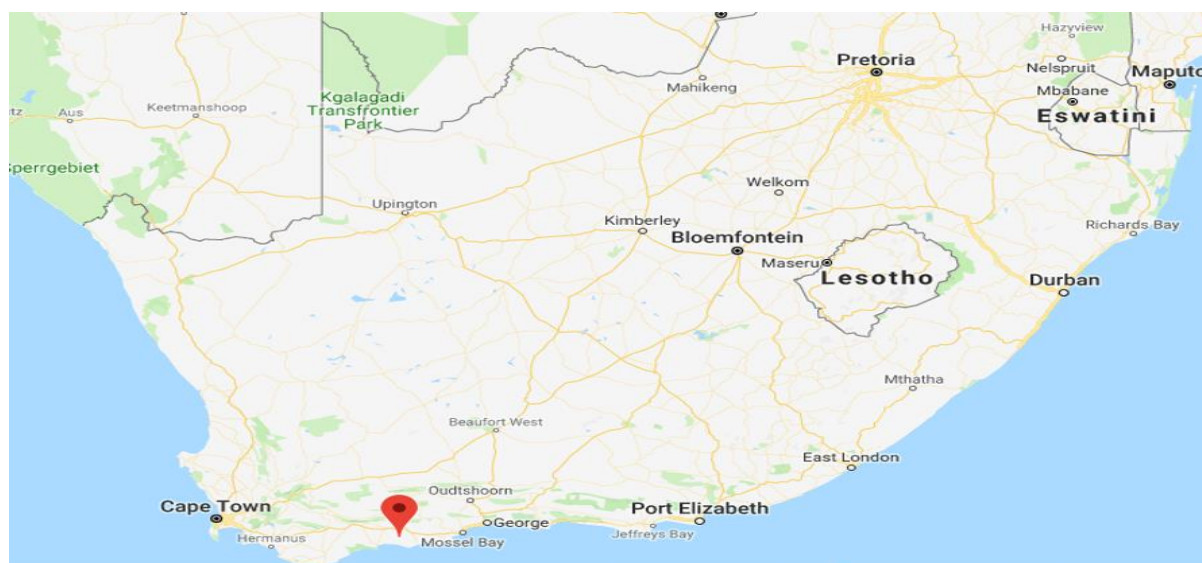 Hazyview
Pretoria
Nelspruit
Maputo
Mahikeng
Mbabane
Kgalagadi
Transfrontier
Park
Keetmanshoop
Aus
Eswatini
Sperrgebiet
Welkom
Upington
Kimberley
Richards Bay
Bloemfontein
Maseru
Lesotho
Durban
Mthatha
Beaufort West
East London
Oudtshoorn
Cape Town
Port Elizabeth
George
Hermanus
Mossel Bay
Jeffreys Bay